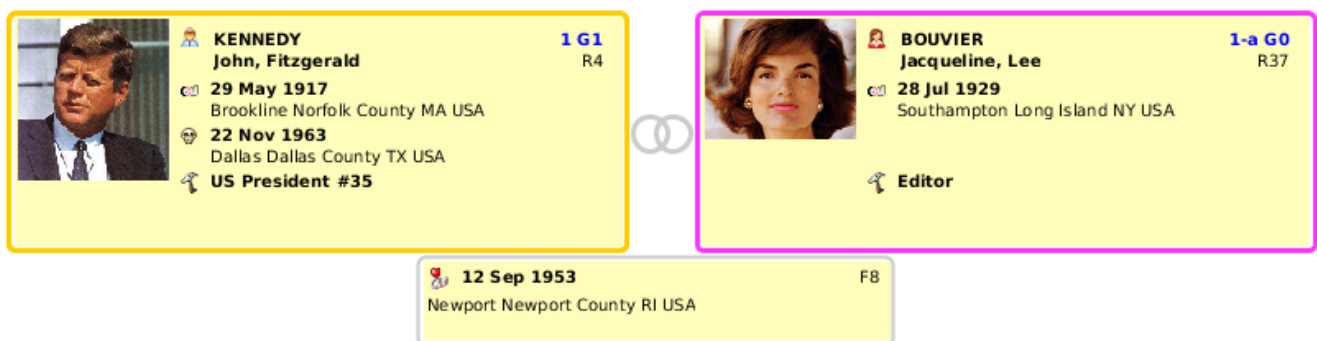 KENNEDY 1 G1
John, Fitzgerald R4
29 May 1917
Brookline Norfolk County MA USA
22 Nov 1963
Dallas Dallas County TX USA
US President #35
BOUVIER 1-a G0
Jacqueline, Lee R37
28 Jul 1929
Southampton Long Island NY USA
Editor
12 Sep 1953 F8
Newport Newport County RI USA